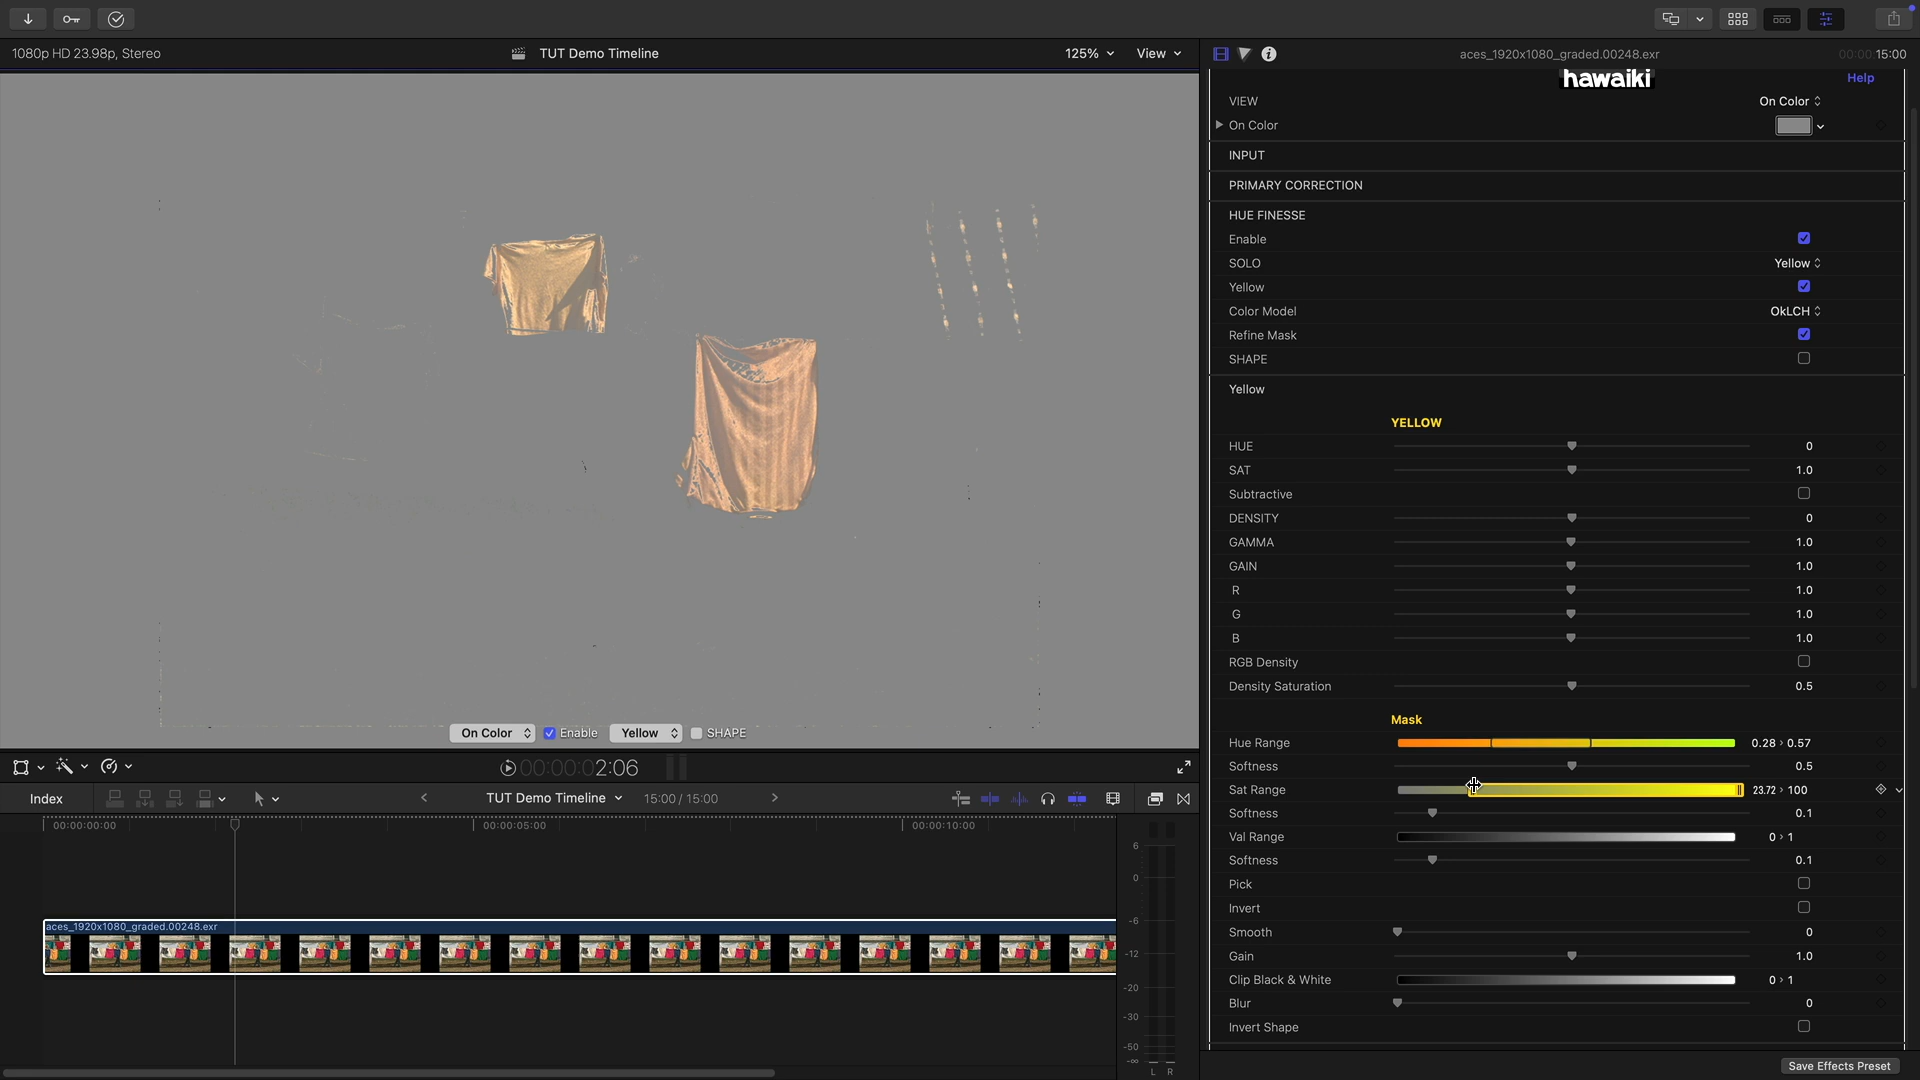 1080p HD 23.98p, Stereo
TUT Demo Timeline
125%
View
aces_1920x1080_graded.00248.exr
00:00:15:00
hawaiki
Help
VIEW
On Color
On Color
INPUT
PRIMARY CORRECTION
HUE FINESSE
Enable
SOLO
Yellow
Yellow
Color Model
OkLCH
Refine Mask
SHAPE
Yellow
YELLOW
HUE
0
SAT
1.0
Subtractive
DENSITY
0
GAMMA
1.0
GAIN
1.0
R
1.0
G
1.0
B
1.0
RGB Density
Density Saturation
0.5
Mask
Hue Range
0.28 > 0.57
Softness
0.5
Sat Range
23.72 > 100
Softness
0.1
Val Range
0 > 1
Softness
0.1
Pick
Invert
Smooth
0
Gain
1.0
Clip Black & White
0 > 1
Blur
0
Invert Shape
Save Effects Preset
On Color
Enable
Yellow
SHAPE
00:00:02:06
Index
TUT Demo Timeline
15:00 / 15:00
00:00:00:00
00:00:05:00
00:00:10:00
aces_1920x1080_graded.00248.exr
6
0
-6
-12
-20
-30
-50
-∞
L
R